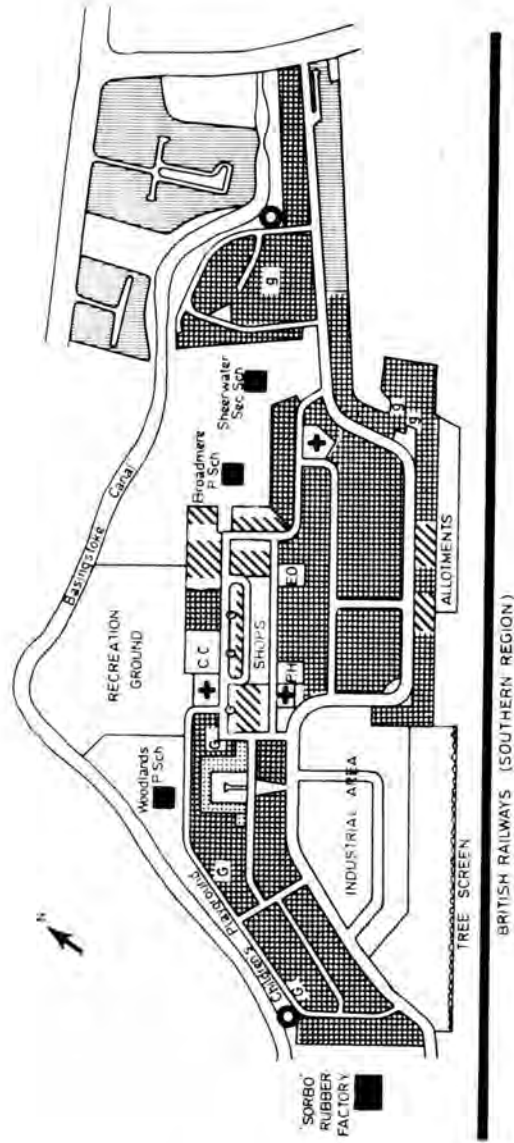 N
Basingstoke Canal
RECREATION
GROUND
Woodlands
P Sch
Broadmere
P. Sch
Sheerwater
Sec Sch
C C
SHOPS
PH
EO
G
G
G
g
g
g
g
Children's Playground
INDUSTRIAL AREA
ALLOTMENTS
TREE SCREEN
'SORBO'
RUBBER
FACTORY
BRITISH RAILWAYS (SOUTHERN REGION)